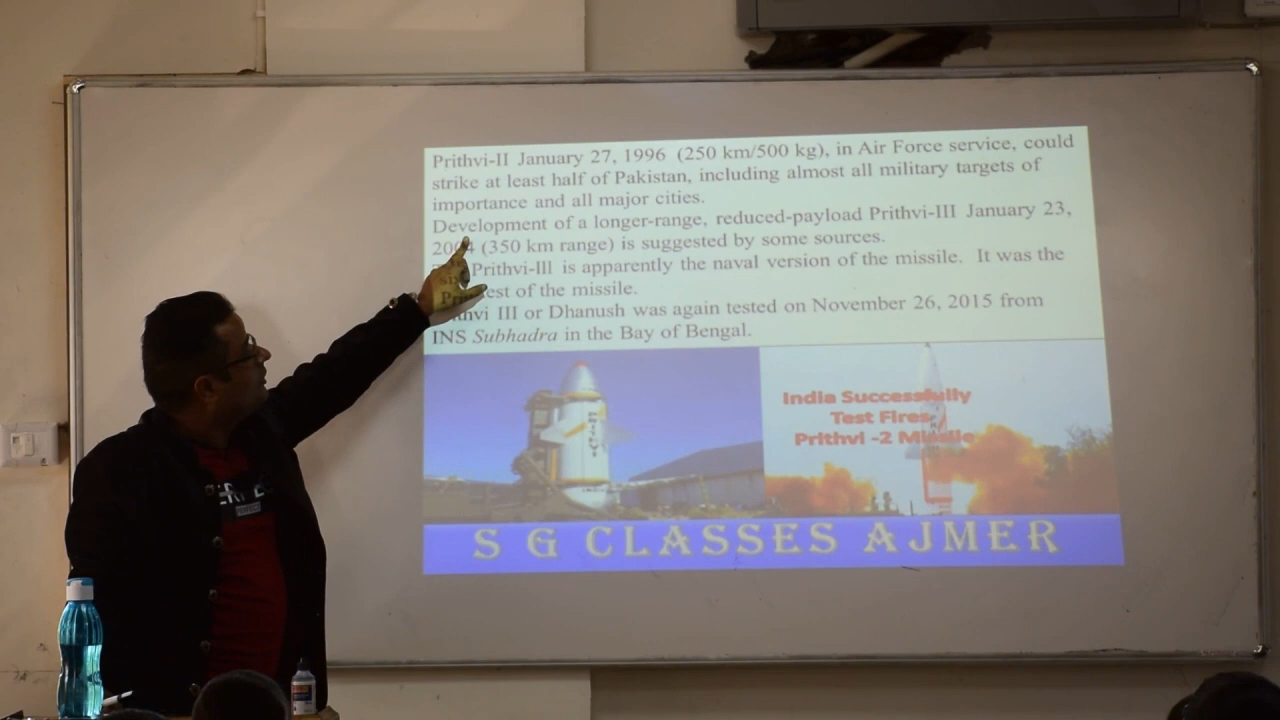 Prithvi-II January 27, 1996 (250 km/500 kg), in Air Force service, could
strike at least half of Pakistan, including almost all military targets of
importance and all major cities.
Development of a longer-range, reduced-payload Prithvi-III January 23,
2004 (350 km range) is suggested by some sources.
Prithvi-III is apparently the naval version of the missile. It was the
six est of the missile.
Prithvi III or Dhanush was again tested on November 26, 2015 from
INS Subhadra in the Bay of Bengal.
India Successfully
Test Fires
Prithvi -2 Missile
S G CLASSES AJMER
PERFECT